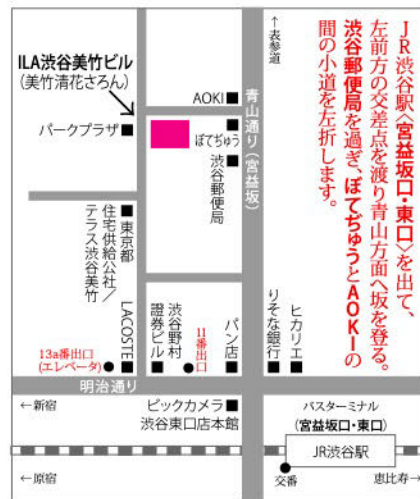 JR渋谷駅〈宮益坂口・東口〉を出て、
左前方の交差点を渡り青山方面へ坂を登る。
渋谷郵便局を過ぎ、ぼてぢゅうとAOKIの
間の小道を左折します。
←表参道
ILA渋谷美竹ビル
(美竹清花さろん)
パークプラザ
AOKI
青山通り(宮益坂)
ぼてぢゅう
渋谷郵便局
東京都
住宅供給公社/
テラス渋谷美竹
LACOSTE
13a番出口
(エレベータ)
渋谷野村
證券ビル
11番出口
パン店
りそな銀行
ヒカリエ
明治通り
←新宿
ビックカメラ
渋谷東口店本館
バスターミナル
(宮益坂口・東口)
JR渋谷駅
←原宿
交番
恵比寿→